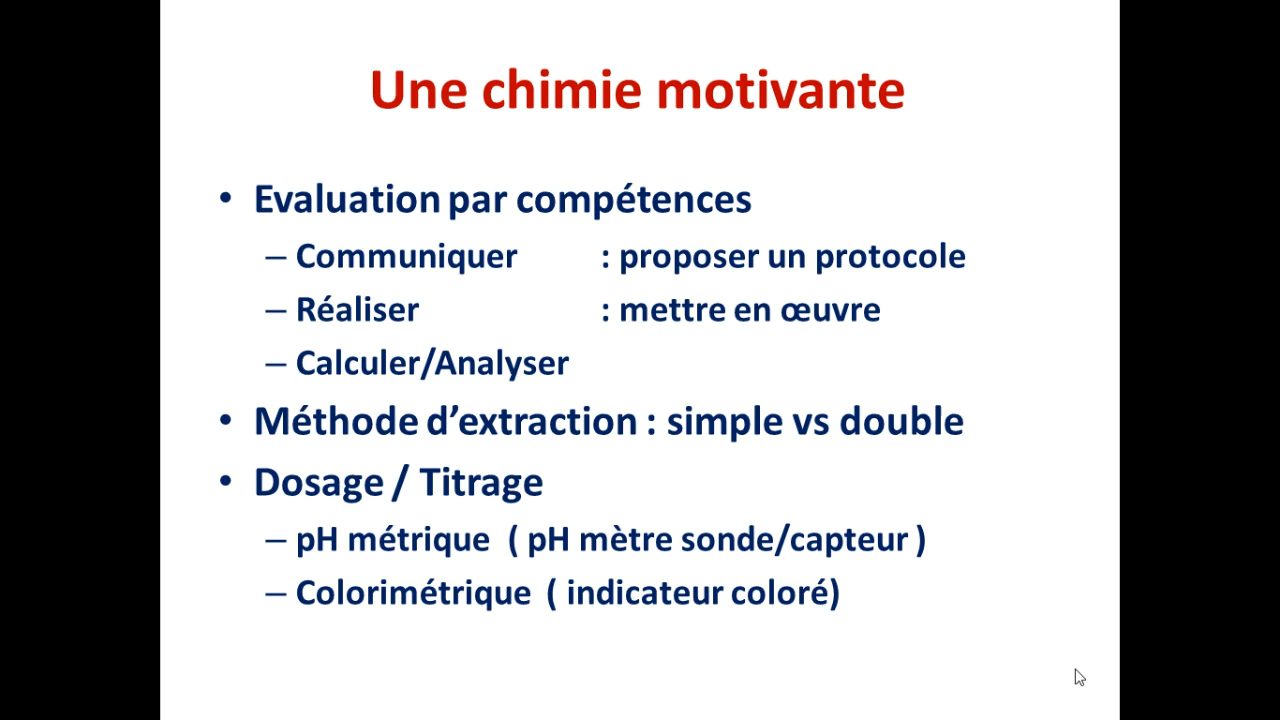 Une chimie motivante
• Evaluation par compétences
– Communiquer : proposer un protocole
– Réaliser : mettre en œuvre
– Calculer/Analyser
• Méthode d’extraction : simple vs double
• Dosage / Titrage
– pH métrique ( pH mètre sonde/capteur )
– Colorimétrique ( indicateur coloré)